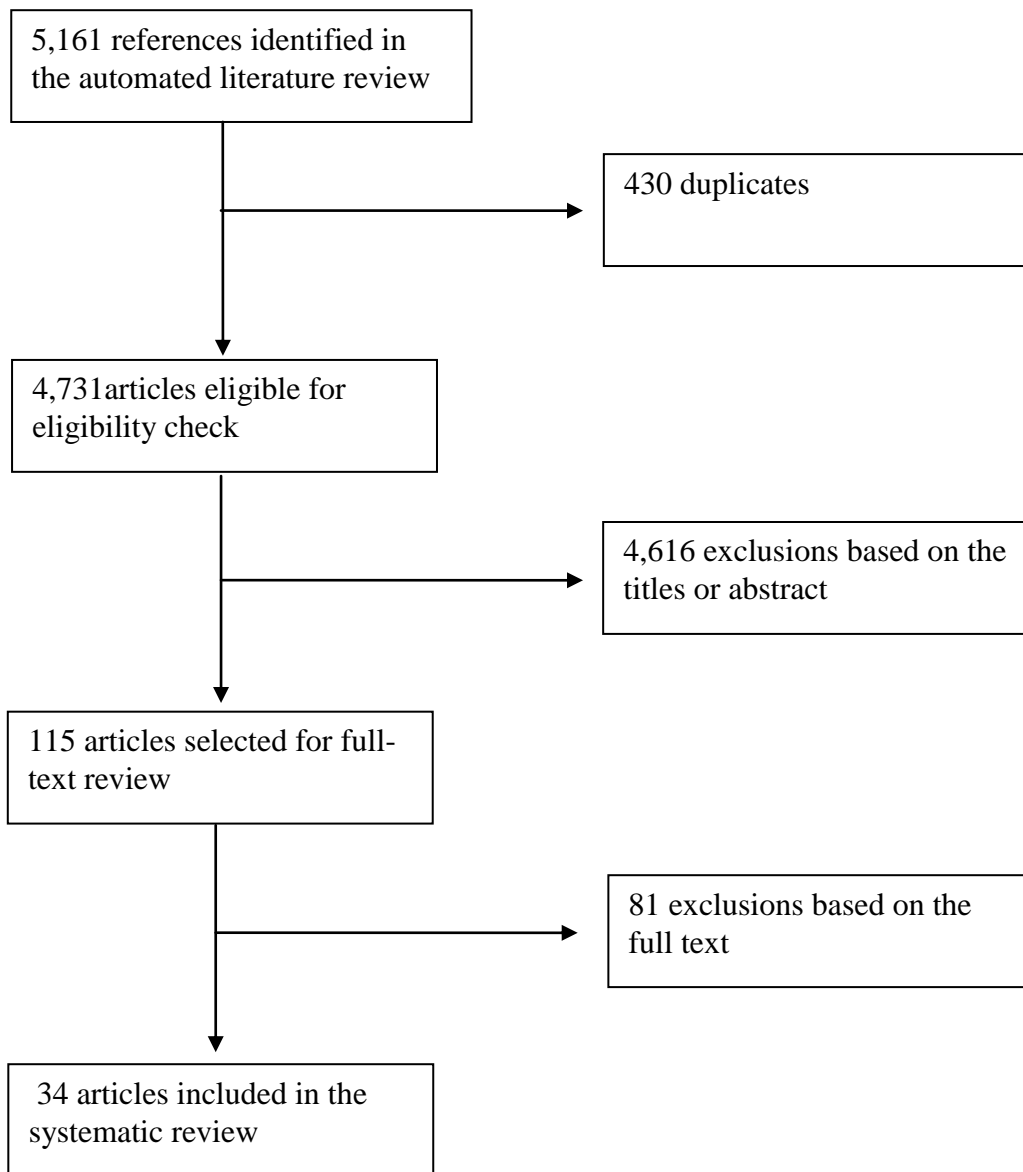 5,161 references identified in
the automated literature review
430 duplicates
4,731articles eligible for
eligibility check
4,616 exclusions based on the
titles or abstract
115 articles selected for full-
text review
81 exclusions based on the
full text
34 articles included in the
systematic review